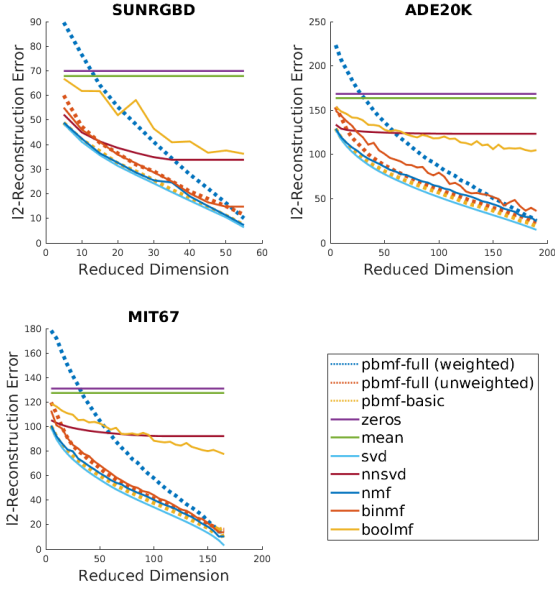 SUNRGBD
90
80
70
60
50
40
30
20
10
0
0 10 20 30 40 50 60
l2-Reconstruction Error
Reduced Dimension
ADE20K
250
200
150
100
50
0
0 50 100 150 200
l2-Reconstruction Error
Reduced Dimension
MIT67
180
160
140
120
100
80
60
40
20
0
0 50 100 150 200
l2-Reconstruction Error
Reduced Dimension
pbmf-full (weighted)
pbmf-full (unweighted)
pbmf-basic
zeros
mean
svd
nnsvd
nmf
binmf
boolmf